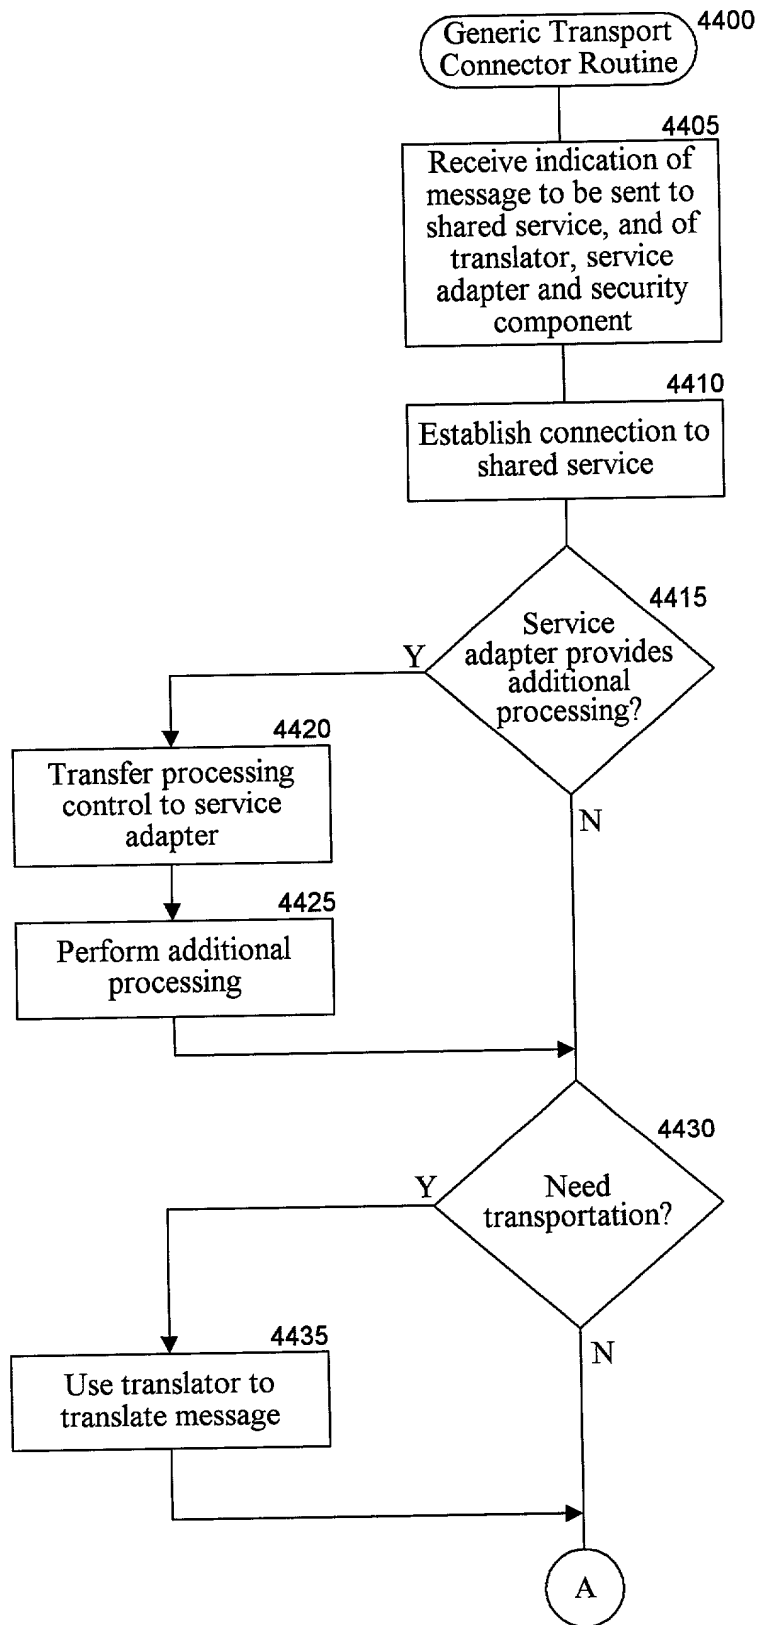 Generic Transport
Connector Routine
4400
4405
Receive indication of
message to be sent to
shared service, and of
translator, service
adapter and security
component
4410
Establish connection to
shared service
4415
Service
adapter provides
additional
processing?
Y
N
4420
Transfer processing
control to service
adapter
4425
Perform additional
processing
4430
Need
transportation?
Y
N
4435
Use translator to
translate message
A